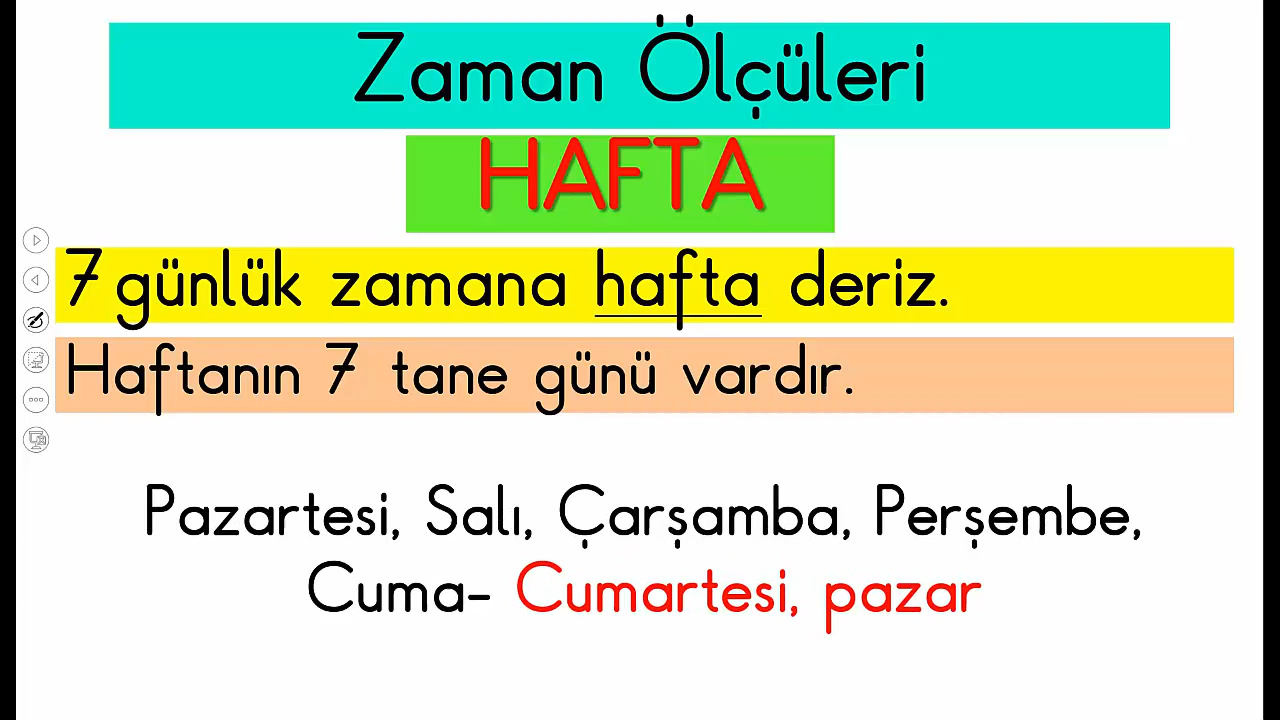 Zaman Ölçüleri
HAFTA
7 günlük zamana hafta deriz.
Haftanın 7 tane günü vardır.
Pazartesi, Salı, Çarşamba, Perşembe,
Cuma- Cumartesi, pazar